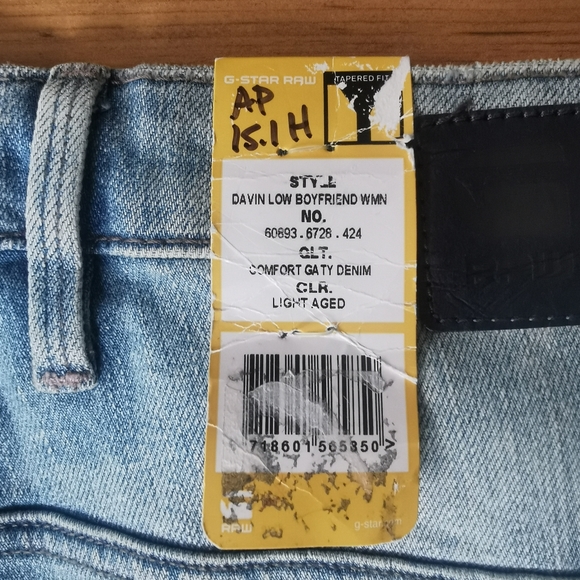 G-STAR RAW
TAPERED FIT
AP
15.1 H
STYLE
DAVIN LOW BOYFRIEND WMN
NO.
60893.6728.424
QLT.
COMFORT GATY DENIM
CLR.
LIGHT AGED
718601 565350
RAW